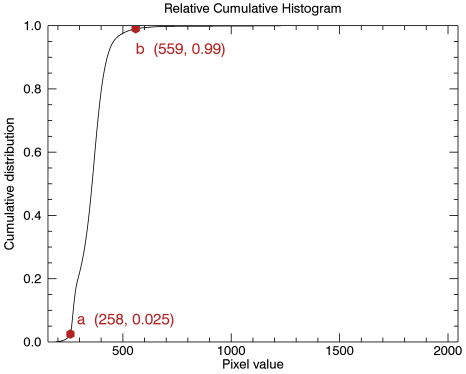 Relative Cumulative Histogram
1.0
b (559, 0.99)
0.8
0.6
Cumulative distribution
0.4
0.2
a (258, 0.025)
0.0
500 1000 1500 2000
Pixel value